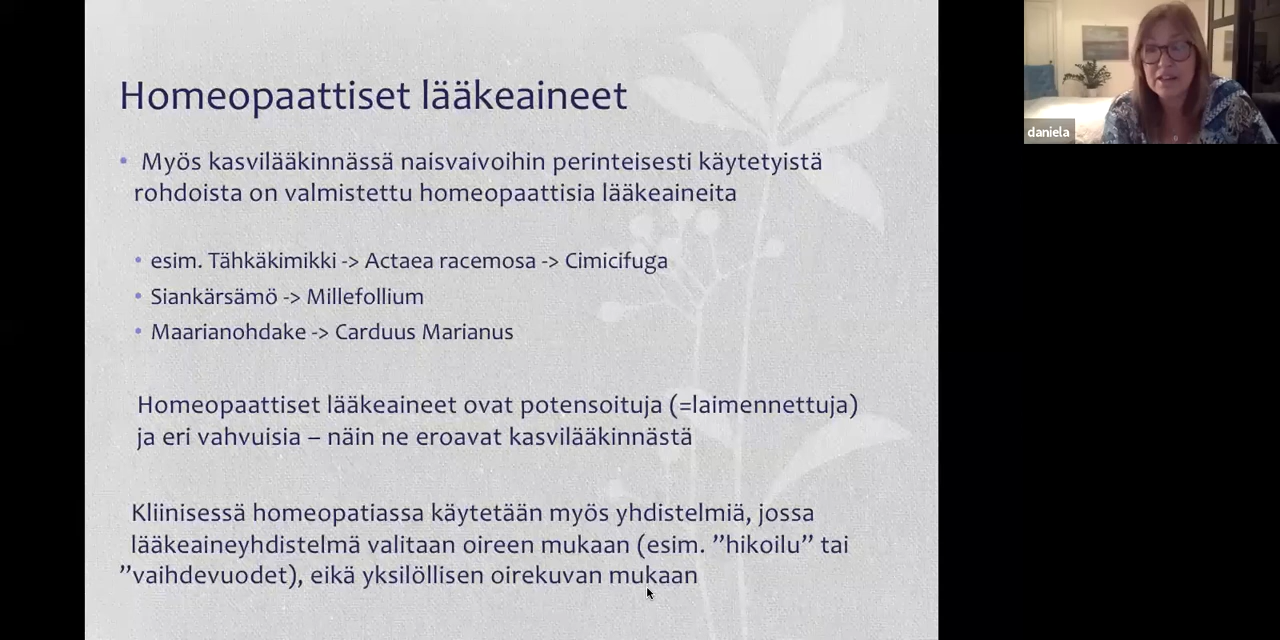 Homeopaattiset lääkeaineet
• Myös kasvilääkinnässä naisvaivoihin perinteisesti käytetyistä
rohdoista on valmistettu homeopaattisia lääkeaineita
• esim. Tähkäkimikki -> Actaea racemosa -> Cimicifuga
• Siankärsämö -> Millefollium
• Maarianohdake -> Carduus Marianus
Homeopaattiset lääkeaineet ovat potensoituja (=laimennettuja)
ja eri vahvuisia – näin ne eroavat kasvilääkinnästä
Kliinisessä homeopatiassa käytetään myös yhdistelmiä, jossa
lääkeaineyhdistelmä valitaan oireen mukaan (esim. ”hikoilu” tai
”vaihdevuodet), eikä yksilöllisen oirekuvan mukaan
daniela